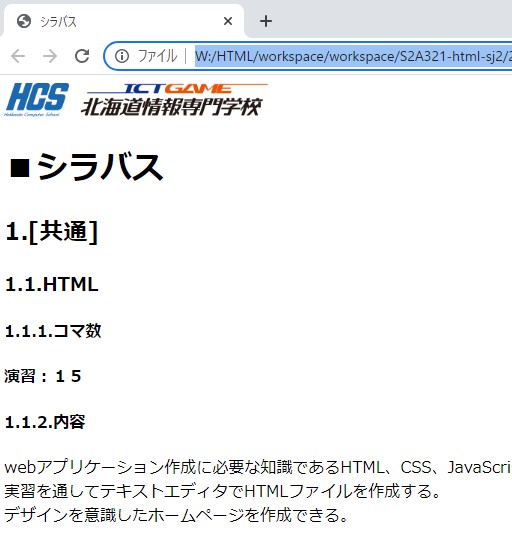 シラバス
ファイル W:/HTML/workspace/workspace/S2A321-html-sj2/2
HCS
Hokkaido Computer School
ICTGAME
北海道情報専門学校
■シラバス
1.[共通]
1.1.HTML
1.1.1.コマ数
演習：１５
1.1.2.内容
webアプリケーション作成に必要な知識であるHTML、CSS、JavaScri
実習を通してテキストエディタでHTMLファイルを作成する。
デザインを意識したホームページを作成できる。